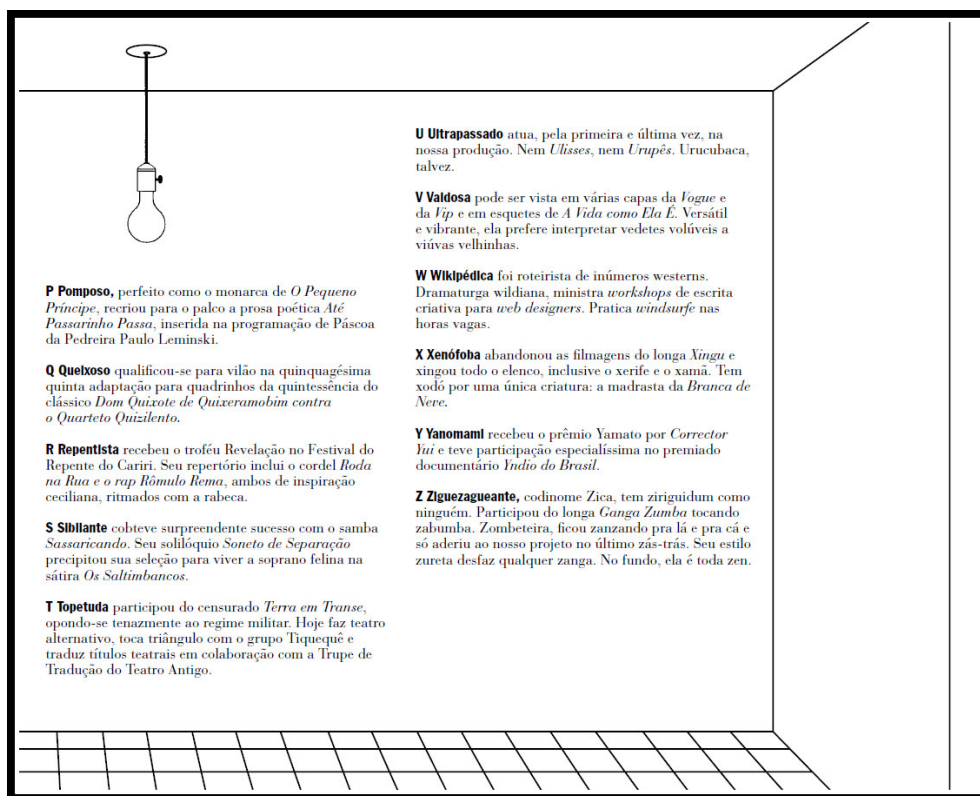 P Pomposo, perfeito como o monarca de O Pequeno
Príncipe, recriou para o palco a prosa poética Até
Passarinho Passa, inserida na programação de Páscoa
da Pedreira Paulo Leminski.
Q Queixoso qualificou-se para vilão na quinquagésima
quinta adaptação para quadrinhos da quintessência do
clássico Dom Quixote de Quixeramobim contra
o Quarteto Quizilento.
R Repentista recebeu o troféu Revelação no Festival do
Repente do Cariri. Seu repertório inclui o cordel Roda
na Rua e o rap Rômulo Rema, ambos de inspiração
ceciliana, ritmados com a rabeca.
S Sibilante cobteve surpreendente sucesso com o samba
Sassaricando. Seu solilóquio Soneto de Separação
precipitou sua seleção para viver a soprano felina na
sátira Os Saltimbancos.
T Topetuda participou do censurado Terra em Transe,
opondo-se tenazmente ao regime militar. Hoje faz teatro
alternativo, toca triângulo com o grupo Tiquequê e
traduz títulos teatrais em colaboração com a Trupe de
Tradução do Teatro Antigo.
U Ultrapassado atua, pela primeira e última vez, na
nossa produção. Nem Ulisses, nem Urupês. Urucubaca,
talvez.
V Vaidosa pode ser vista em várias capas da Vogue e
da Vip e em esquetes de A Vida como Ela É. Versátil
e vibrante, ela prefere interpretar vedetes volúveis a
viúvas velhinhas.
W Wikipédica foi roteirista de inúmeros westerns.
Dramaturga wildiana, ministra workshops de escrita
criativa para web designers. Pratica windsurfe nas
horas vagas.
X Xenófoba abandonou as filmagens do longa Xingu e
xingou todo o elenco, inclusive o xerife e o xamã. Tem
xodó por uma única criatura: a madrasta da Branca de
Neve.
Y Yanomami recebeu o prêmio Yamato por Corrector
Yui e teve participação especialíssima no premiado
documentário Yndio do Brasil.
Z Ziguezagueante, codinome Zica, tem ziriguidum como
ninguém. Participou do longa Ganga Zumba tocando
zabumba. Zombeteira, ficou zanzando pra lá e pra cá e
só aderiu ao nosso projeto no último zás-trás. Seu estilo
zureta desfaz qualquer zanga. No fundo, ela é toda zen.